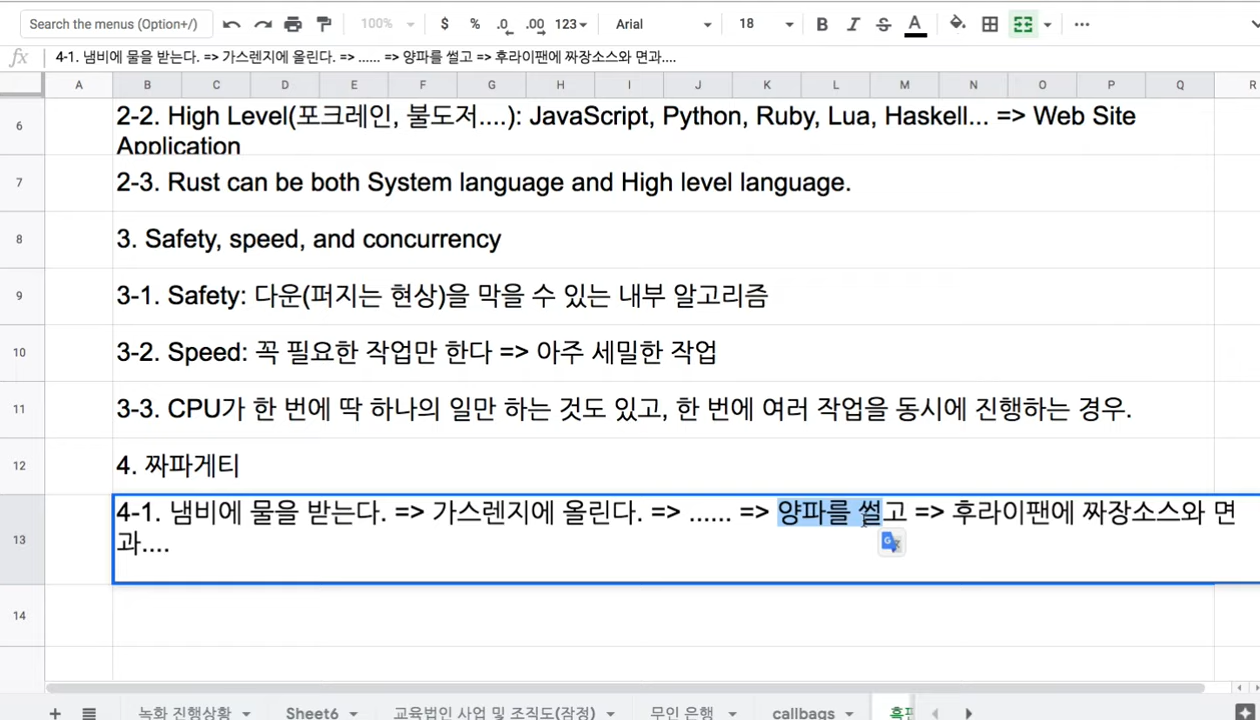 Search the menus (Option+/)
100%
$
%
.0
.00
123
Arial
18
B
I
S
A
fx
4-1. 냄비에 물을 받는다. => 가스렌지에 올린다. => ...... => 양파를 썰고 => 후라이팬에 짜장소스와 면과....
A B C D E F G H I J K L M N O P Q R
6
2-2. High Level(포크레인, 불도저....): JavaScript, Python, Ruby, Lua, Haskell... => Web Site
Application
7
2-3. Rust can be both System language and High level language.
8
3. Safety, speed, and concurrency
9
3-1. Safety: 다운(퍼지는 현상)을 막을 수 있는 내부 알고리즘
10
3-2. Speed: 꼭 필요한 작업만 한다 => 아주 세밀한 작업
11
3-3. CPU가 한 번에 딱 하나의 일만 하는 것도 있고, 한 번에 여러 작업을 동시에 진행하는 경우.
12
4. 짜파게티
13
4-1. 냄비에 물을 받는다. => 가스렌지에 올린다. => ...... => 양파를 썰고 => 후라이팬에 짜장소스와 면
과....
14
녹화 진행상황
Sheet6
교육법인 사업 및 조직도(잠정)
무인 은행
callbags